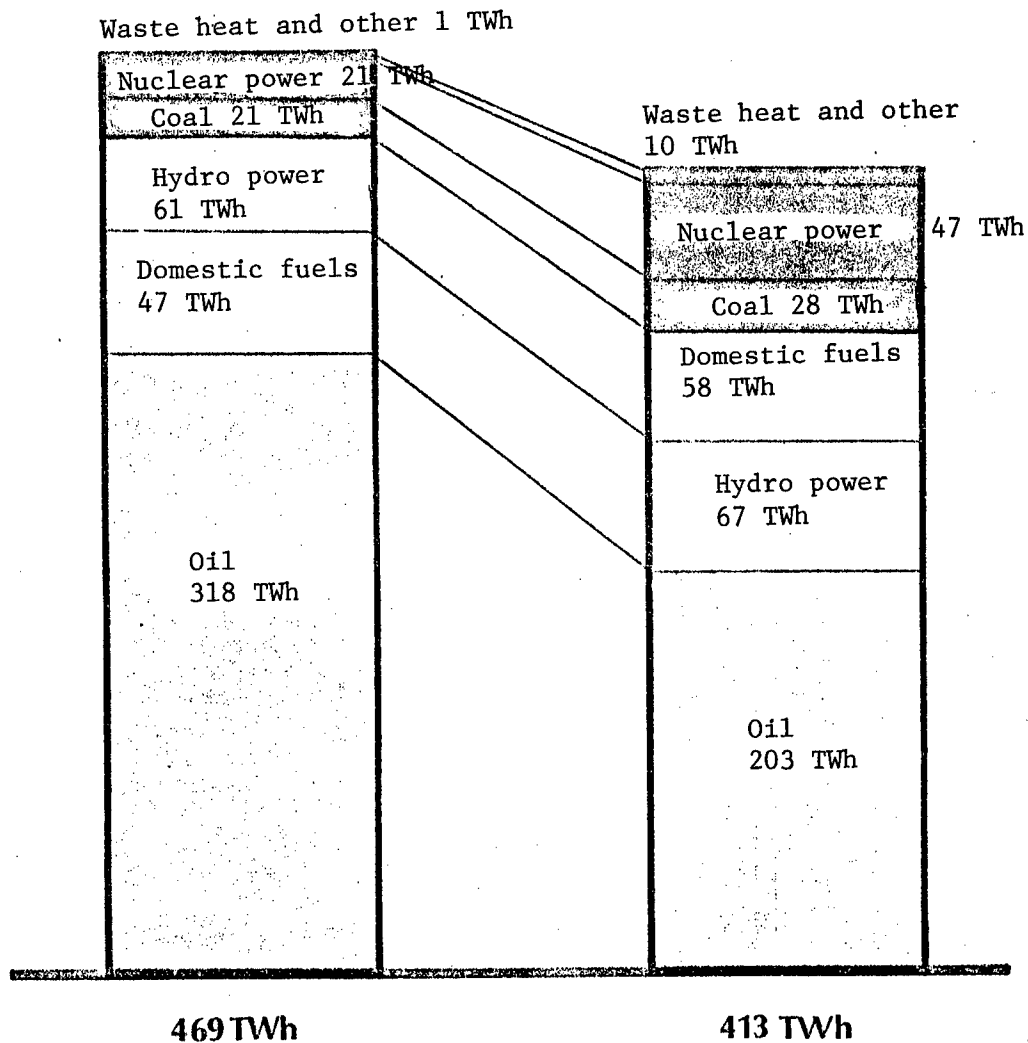 Waste heat and other 1 TWh
Nuclear power 21 TWh
Coal 21 TWh
Hydro power
61 TWh
Domestic fuels
47 TWh
Oil
318 TWh
469 TWh
Waste heat and other
10 TWh
Nuclear power 47 TWh
Coal 28 TWh
Domestic fuels
58 TWh
Hydro power
67 TWh
Oil
203 TWh
413 TWh